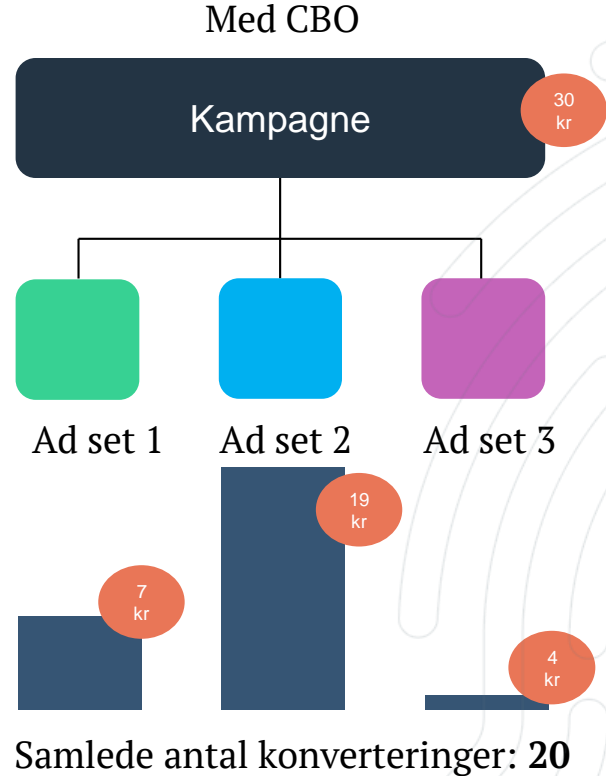 Med CBO
Kampagne
30
kr
Ad set 1
Ad set 2
Ad set 3
19
kr
7
kr
4
kr
Samlede antal konverteringer: 20